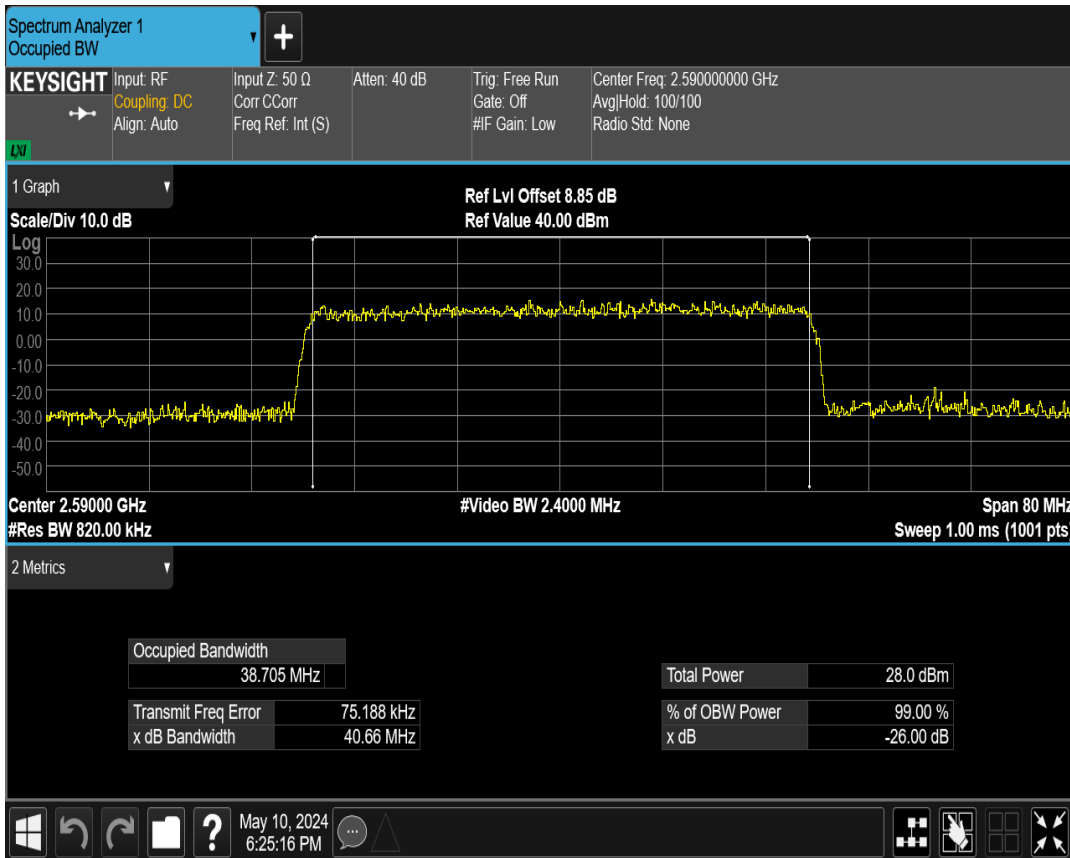 Spectrum Analyzer 1
Occupied BW
+
KEYSIGHT
LXI
Input: RF
Coupling: DC
Align: Auto
Input Z: 50 Ω
Corr CCorr
Freq Ref: Int (S)
Atten: 40 dB
Trig: Free Run
Gate: Off
#IF Gain: Low
Center Freq: 2.590000000 GHz
Avg|Hold: 100/100
Radio Std: None
1 Graph
Ref Lvl Offset 8.85 dB
Scale/Div 10.0 dB
Ref Value 40.00 dBm
Log
30.0
20.0
10.0
0.00
-10.0
-20.0
-30.0
-40.0
-50.0
Center 2.59000 GHz
#Video BW 2.4000 MHz
Span 80 MHz
#Res BW 820.00 kHz
Sweep 1.00 ms (1001 pts)
2 Metrics
Occupied Bandwidth
38.705 MHz
Total Power 28.0 dBm
Transmit Freq Error 75.188 kHz
% of OBW Power 99.00 %
x dB Bandwidth 40.66 MHz
x dB -26.00 dB
?
May 10, 2024
6:25:16 PM